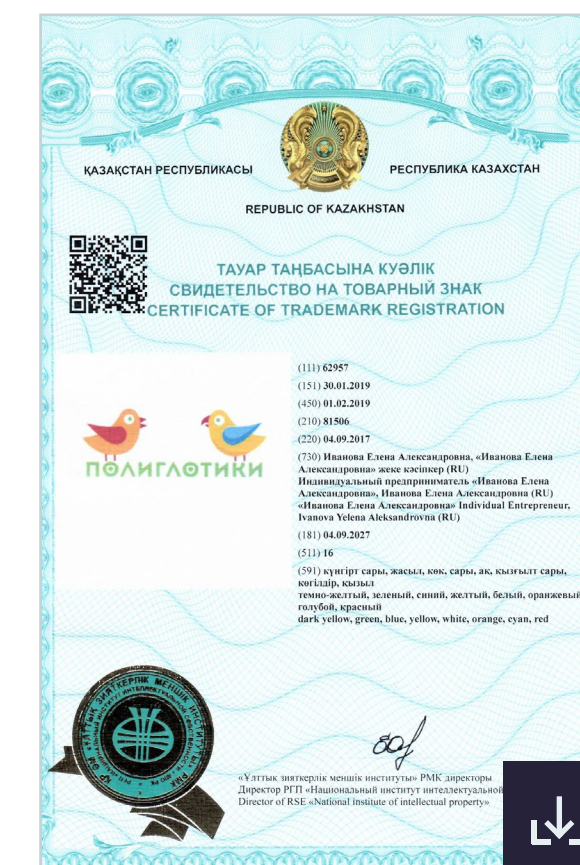 ҚАЗАҚСТАН РЕСПУБЛИКАСЫ
РЕСПУБЛИКА КАЗАХСТАН
REPUBLIC OF KAZAKHSTAN
ТАУАР ТАҢБАСЫНА КУӘЛІК
СВИДЕТЕЛЬСТВО НА ТОВАРНЫЙ ЗНАК
CERTIFICATE OF TRADEMARK REGISTRATION
ПОЛИГЛОТИКИ
(111) 62957
(151) 30.01.2019
(450) 01.02.2019
(210) 81506
(220) 04.09.2017
(730) Иванова Елена Александровна, «Иванова Елена
Александровна» жеке кәсіпкер (RU)
Индивидуальный предприниматель «Иванова Елена
Александровна», Иванова Елена Александровна (RU)
«Иванова Елена Александровна» Individual Entrepreneur,
Ivanova Yelena Aleksandrovna (RU)
(181) 04.09.2027
(511) 16
(591) күңгірт сары, жасыл, көк, сары, ақ, қызғылт сары,
көгілдір, қызыл
темно-желтый, зеленый, синий, желтый, белый, оранжевый
голубой, красный
dark yellow, green, blue, yellow, white, orange, cyan, red
«Ұлттық зияткерлік меншік институты» РМК директоры
Директор РГП «Национальный институт интеллектуальной
Director of RSE «National institute of intellectual property»